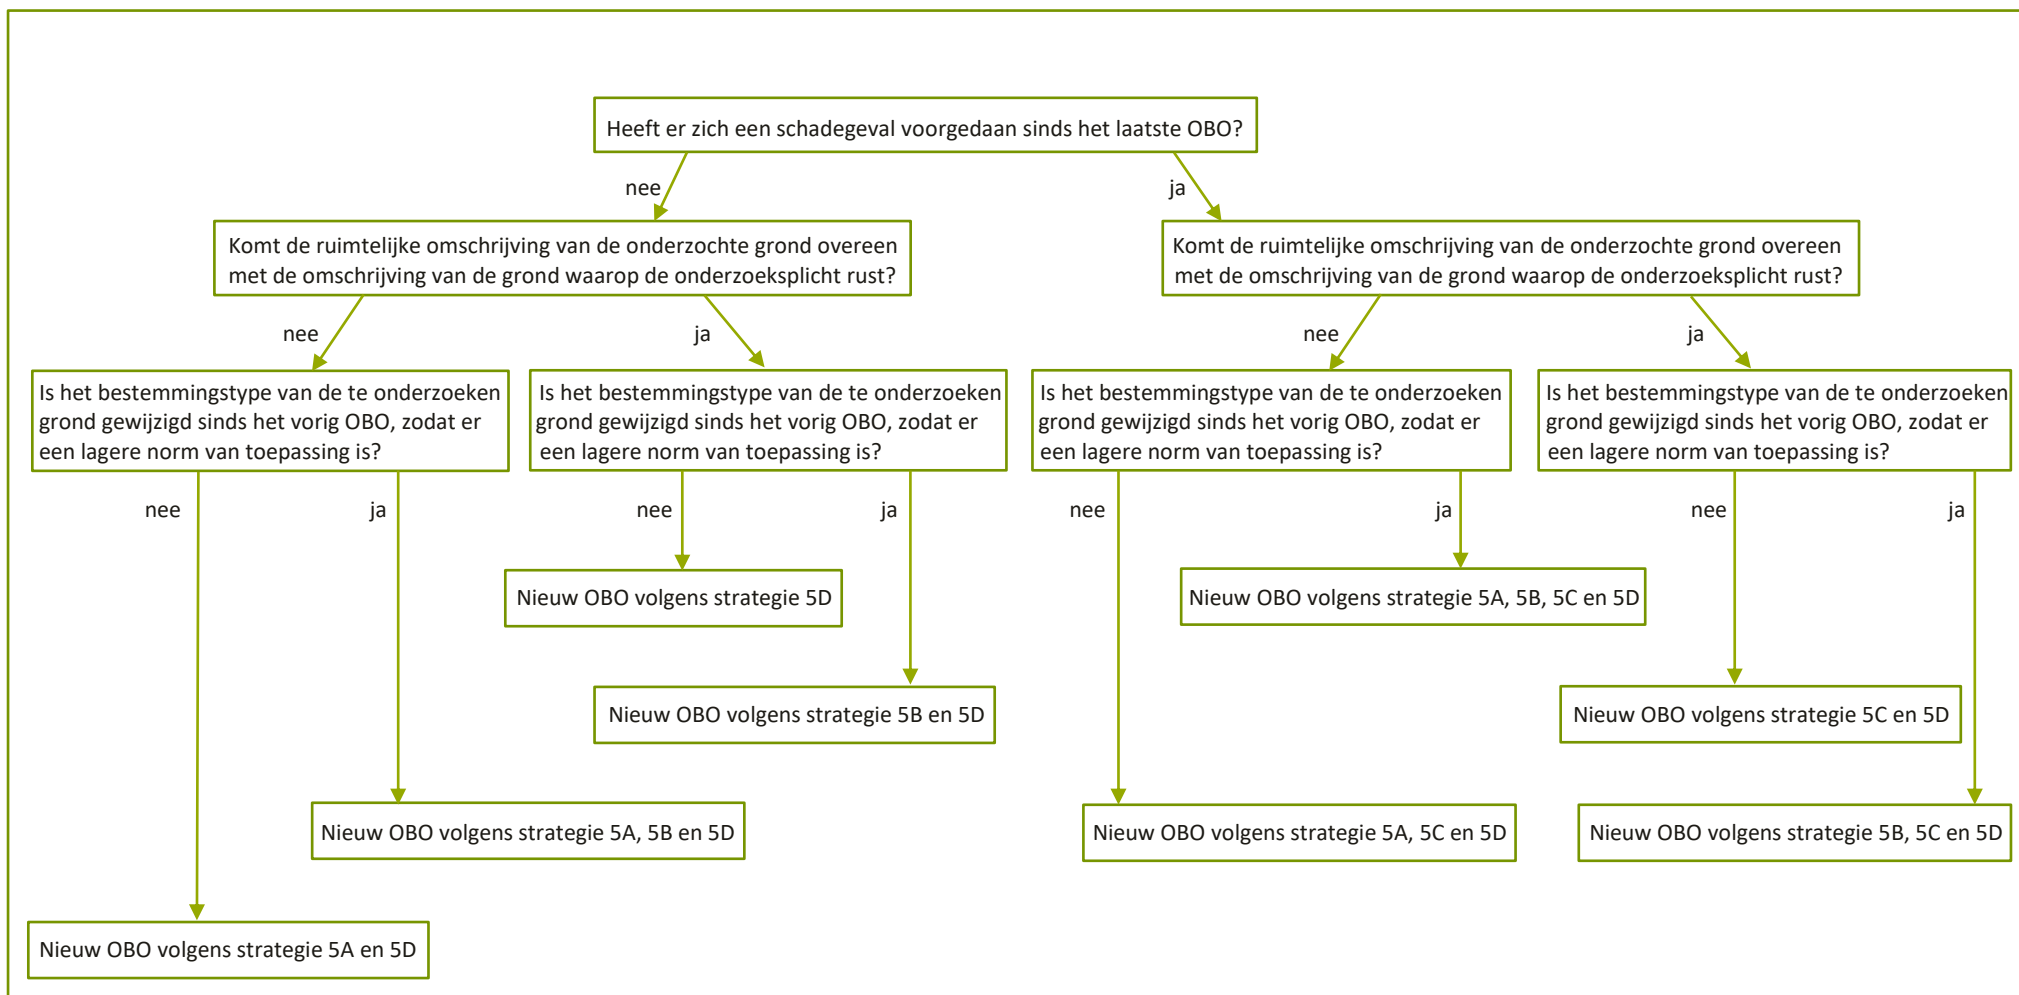 Heeft er zich een schadegeval voorgedaan sinds het laatste OBO?
nee
ja
Komt de ruimtelijke omschrijving van de onderzochte grond overeen
met de omschrijving van de grond waarop de onderzoeksplicht rust?
Komt de ruimtelijke omschrijving van de onderzochte grond overeen
met de omschrijving van de grond waarop de onderzoeksplicht rust?
nee
ja
nee
ja
Is het bestemmingstype van de te onderzoeken
grond gewijzigd sinds het vorig OBO, zodat er
een lagere norm van toepassing is?
Is het bestemmingstype van de te onderzoeken
grond gewijzigd sinds het vorig OBO, zodat er
een lagere norm van toepassing is?
Is het bestemmingstype van de te onderzoeken
grond gewijzigd sinds het vorig OBO, zodat er
een lagere norm van toepassing is?
Is het bestemmingstype van de te onderzoeken
grond gewijzigd sinds het vorig OBO, zodat er
een lagere norm van toepassing is?
nee
ja
nee
ja
nee
ja
nee
ja
Nieuw OBO volgens strategie 5D
Nieuw OBO volgens strategie 5A, 5B, 5C en 5D
Nieuw OBO volgens strategie 5B en 5D
Nieuw OBO volgens strategie 5C en 5D
Nieuw OBO volgens strategie 5A, 5B en 5D
Nieuw OBO volgens strategie 5A, 5C en 5D
Nieuw OBO volgens strategie 5B, 5C en 5D
Nieuw OBO volgens strategie 5A en 5D